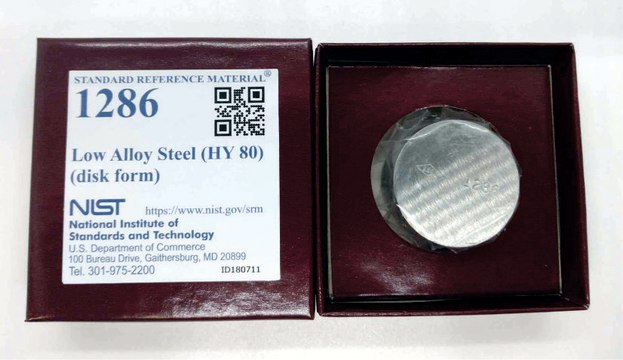 STANDARD REFERENCE MATERIAL®
1286
Low Alloy Steel (HY 80)
(disk form)
NIST https://www.nist.gov/srm
National Institute of
Standards and Technology
U.S. Department of Commerce
100 Bureau Drive, Gaithersburg, MD 20899
Tel. 301-975-2200 ID180711
1286